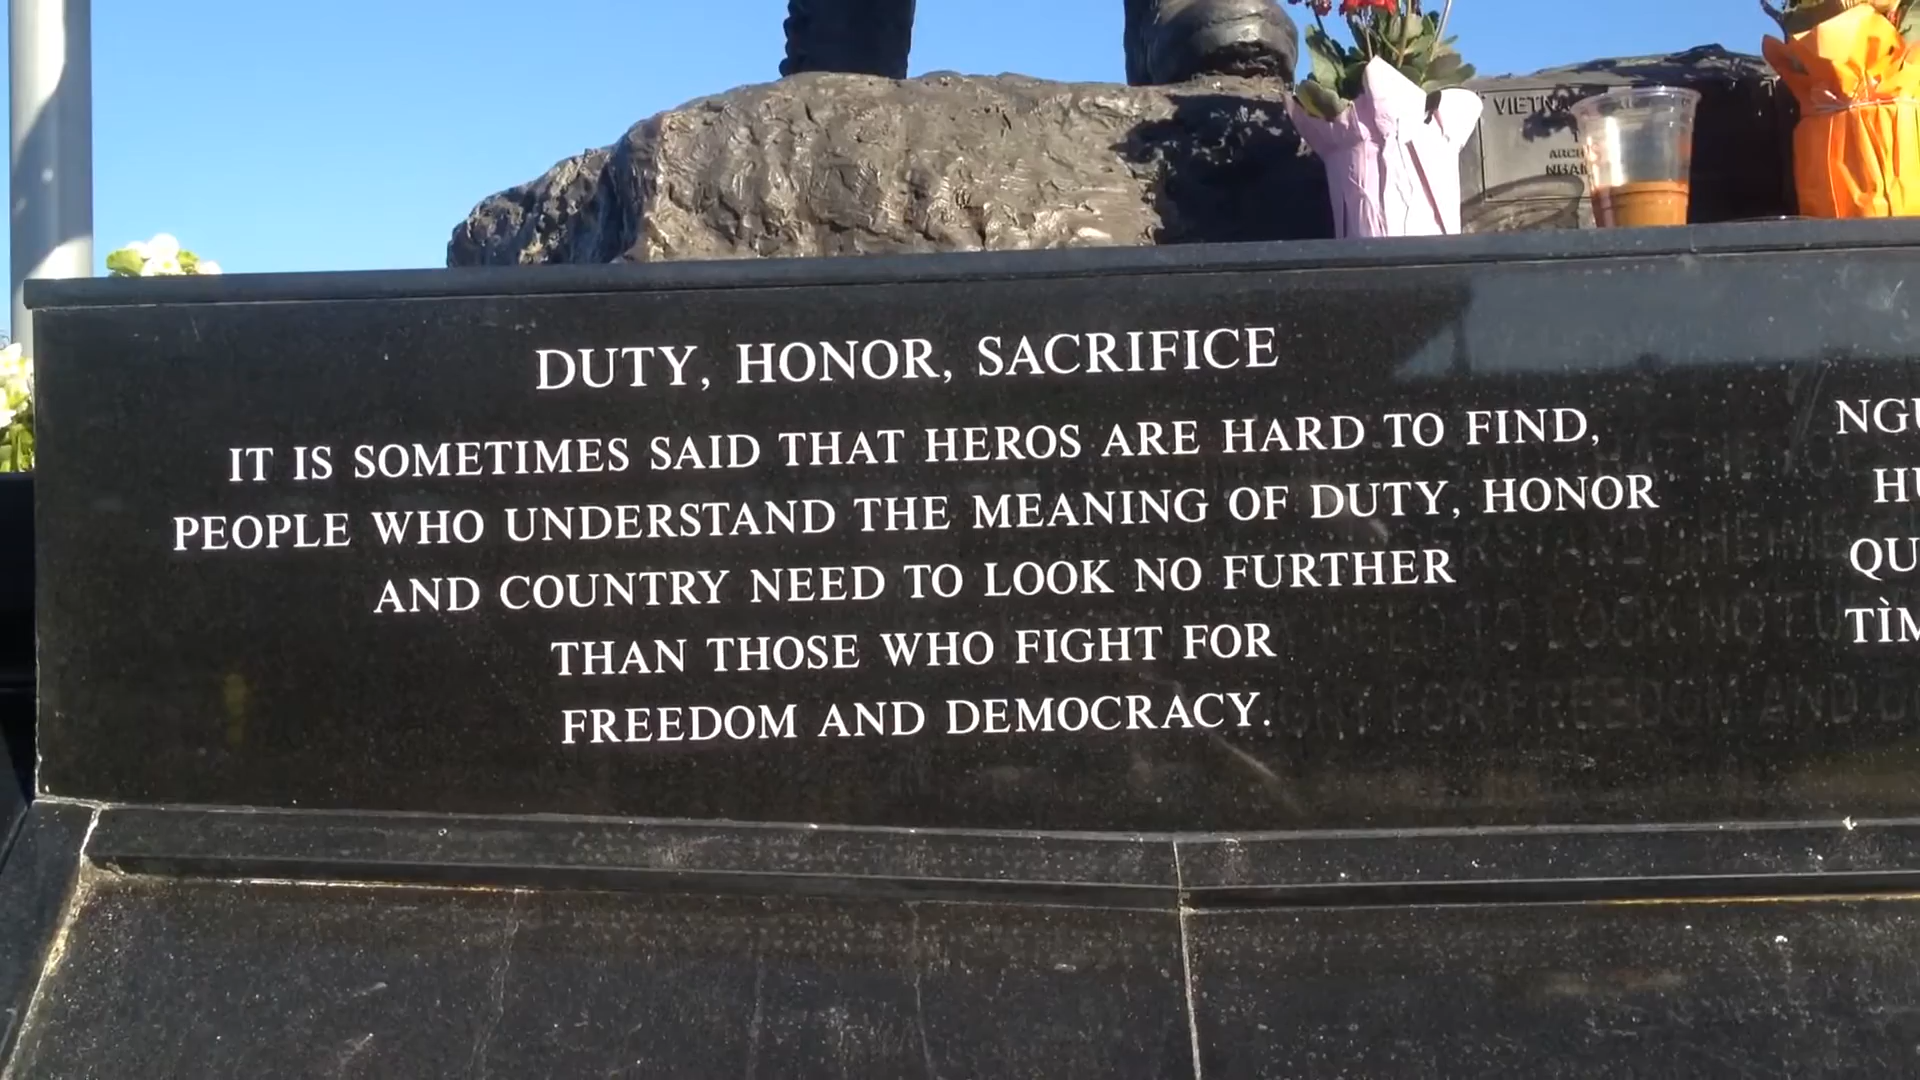 DUTY, HONOR, SACRIFICE
IT IS SOMETIMES SAID THAT HEROS ARE HARD TO FIND,
PEOPLE WHO UNDERSTAND THE MEANING OF DUTY, HONOR
AND COUNTRY NEED TO LOOK NO FURTHER
THAN THOSE WHO FIGHT FOR
FREEDOM AND DEMOCRACY.